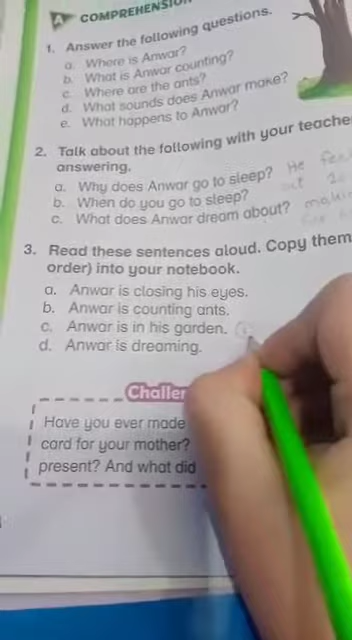 A COMPREHENSION
1. Answer the following questions.
a. Where is Anwar?
b. What is Anwar counting?
c. Where are the ants?
d. What sounds does Anwar make?
e. What happens to Anwar?
2. Talk about the following with your teache
answering.
a. Why does Anwar go to sleep? He fee
b. When do you go to sleep?
c. What does Anwar dream about?
3. Read these sentences aloud. Copy them
order) into your notebook.
a. Anwar is closing his eyes.
b. Anwar is counting ants.
c. Anwar is in his garden.
d. Anwar is dreaming.
Challen
Have you ever made
card for your mother?
present? And what did